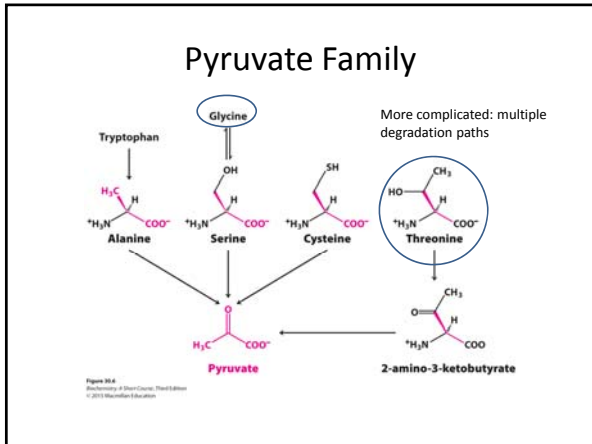 Pyruvate Family
Glycine
More complicated: multiple
degradation paths
Tryptophan
OH
SH
CH₃
H₃C
H
H
H
HO
H
⁺H₃N
COO⁻
⁺H₃N
COO⁻
⁺H₃N
COO⁻
⁺H₃N
COO⁻
Alanine
Serine
Cysteine
Threonine
O
CH₃
O
H
H₃C
COO⁻
⁺H₃N
COO
Pyruvate
2-amino-3-ketobutyrate
Figure 30.6
Biochemistry: A Short Course, Third Edition
© 2015 Macmillan Education